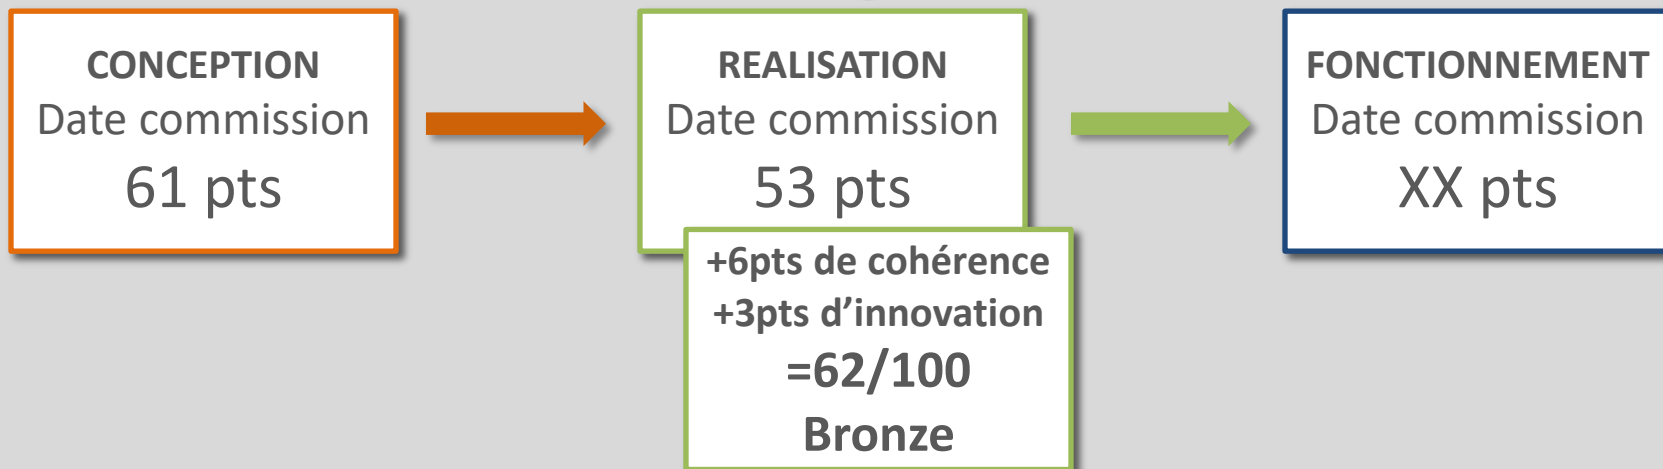 CONCEPTION
Date commission
61 pts
REALISATION
Date commission
53 pts
+6pts de cohérence
+3pts d’innovation
=62/100
Bronze
FONCTIONNEMENT
Date commission
XX pts